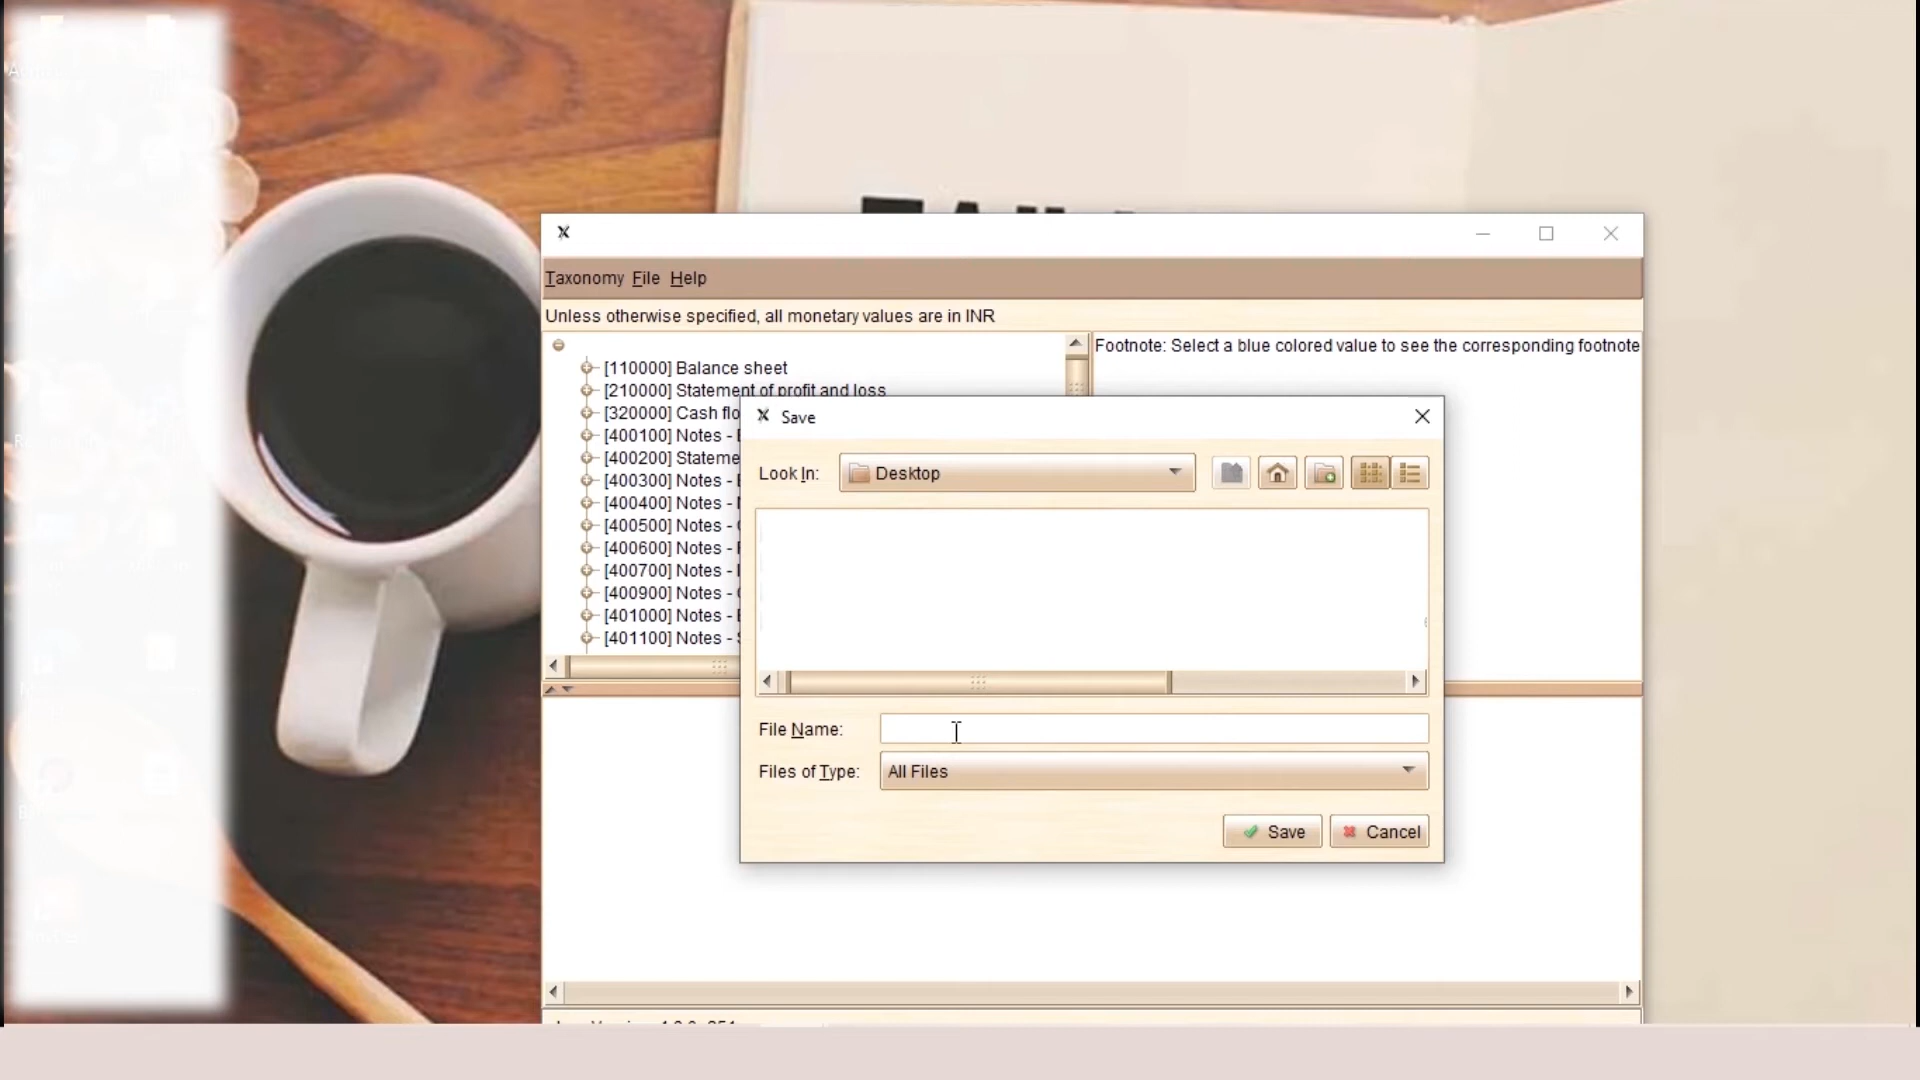 Taxonomy File Help
Unless otherwise specified, all monetary values are in INR
[110000] Balance sheet
[210000] Statement of profit and loss
[320000] Cash flo
[400100] Notes -
[400200] Stateme
[400300] Notes -
[400400] Notes -
[400500] Notes -
[400600] Notes -
[400700] Notes -
[400900] Notes -
[401000] Notes -
[401100] Notes -
Footnote: Select a blue colored value to see the corresponding footnote
Save
Look In: Desktop
File Name:
Files of Type: All Files
Save Cancel